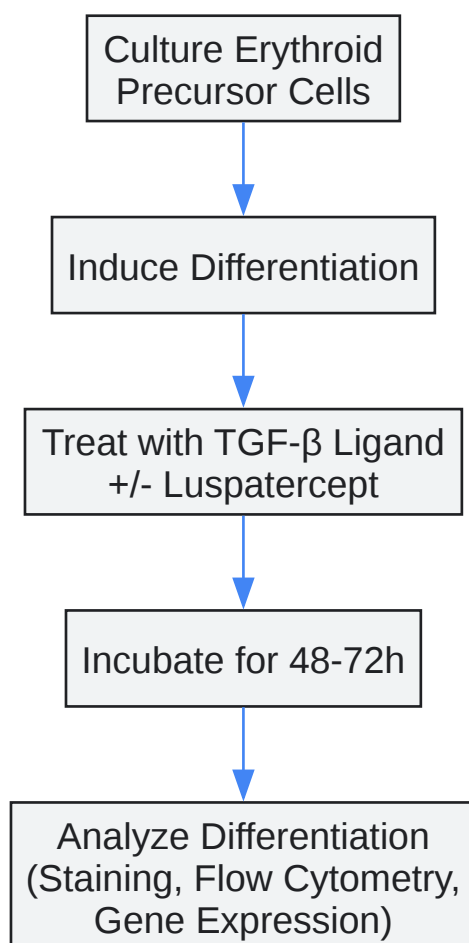 Culture Erythroid
Precursor Cells
Induce Differentiation
Treat with TGF-β Ligand
+/- Luspatercept
Incubate for 48-72h
Analyze Differentiation
(Staining, Flow Cytometry,
Gene Expression)